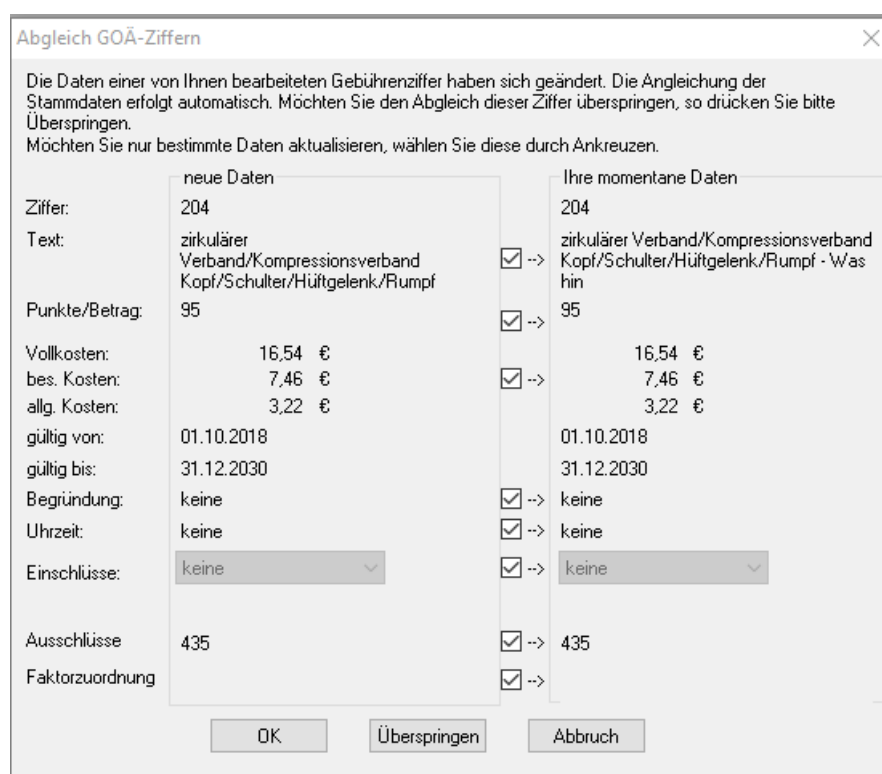 Abgleich GOÄ-Ziffern
Die Daten einer von Ihnen bearbeiteten Gebührenziffer haben sich geändert. Die Angleichung der
Stammdaten erfolgt automatisch. Möchten Sie den Abgleich dieser Ziffer überspringen, so drücken Sie bitte
Überspringen.
Möchten Sie nur bestimmte Daten aktualisieren, wählen Sie diese durch Ankreuzen.
neue Daten Ihre momentane Daten
Ziffer: 204 204
Text: zirkulärer zirkulärer Verband/Kompressionsverband
Verband/Kompressionsverband --> Kopf/Schulter/Hüftgelenk/Rumpf - Was
Kopf/Schulter/Hüftgelenk/Rumpf hin
Punkte/Betrag: 95 --> 95
Vollkosten: 16,54 € 16,54 €
bes. Kosten: 7,46 € --> 7,46 €
allg. Kosten: 3,22 € 3,22 €
gültig von: 01.10.2018 01.10.2018
gültig bis: 31.12.2030 31.12.2030
Begründung: keine --> keine
Uhrzeit: keine --> keine
Einschlüsse: keine --> keine
Ausschlüsse 435 --> 435
Faktorzuordnung -->
OK Überspringen Abbruch